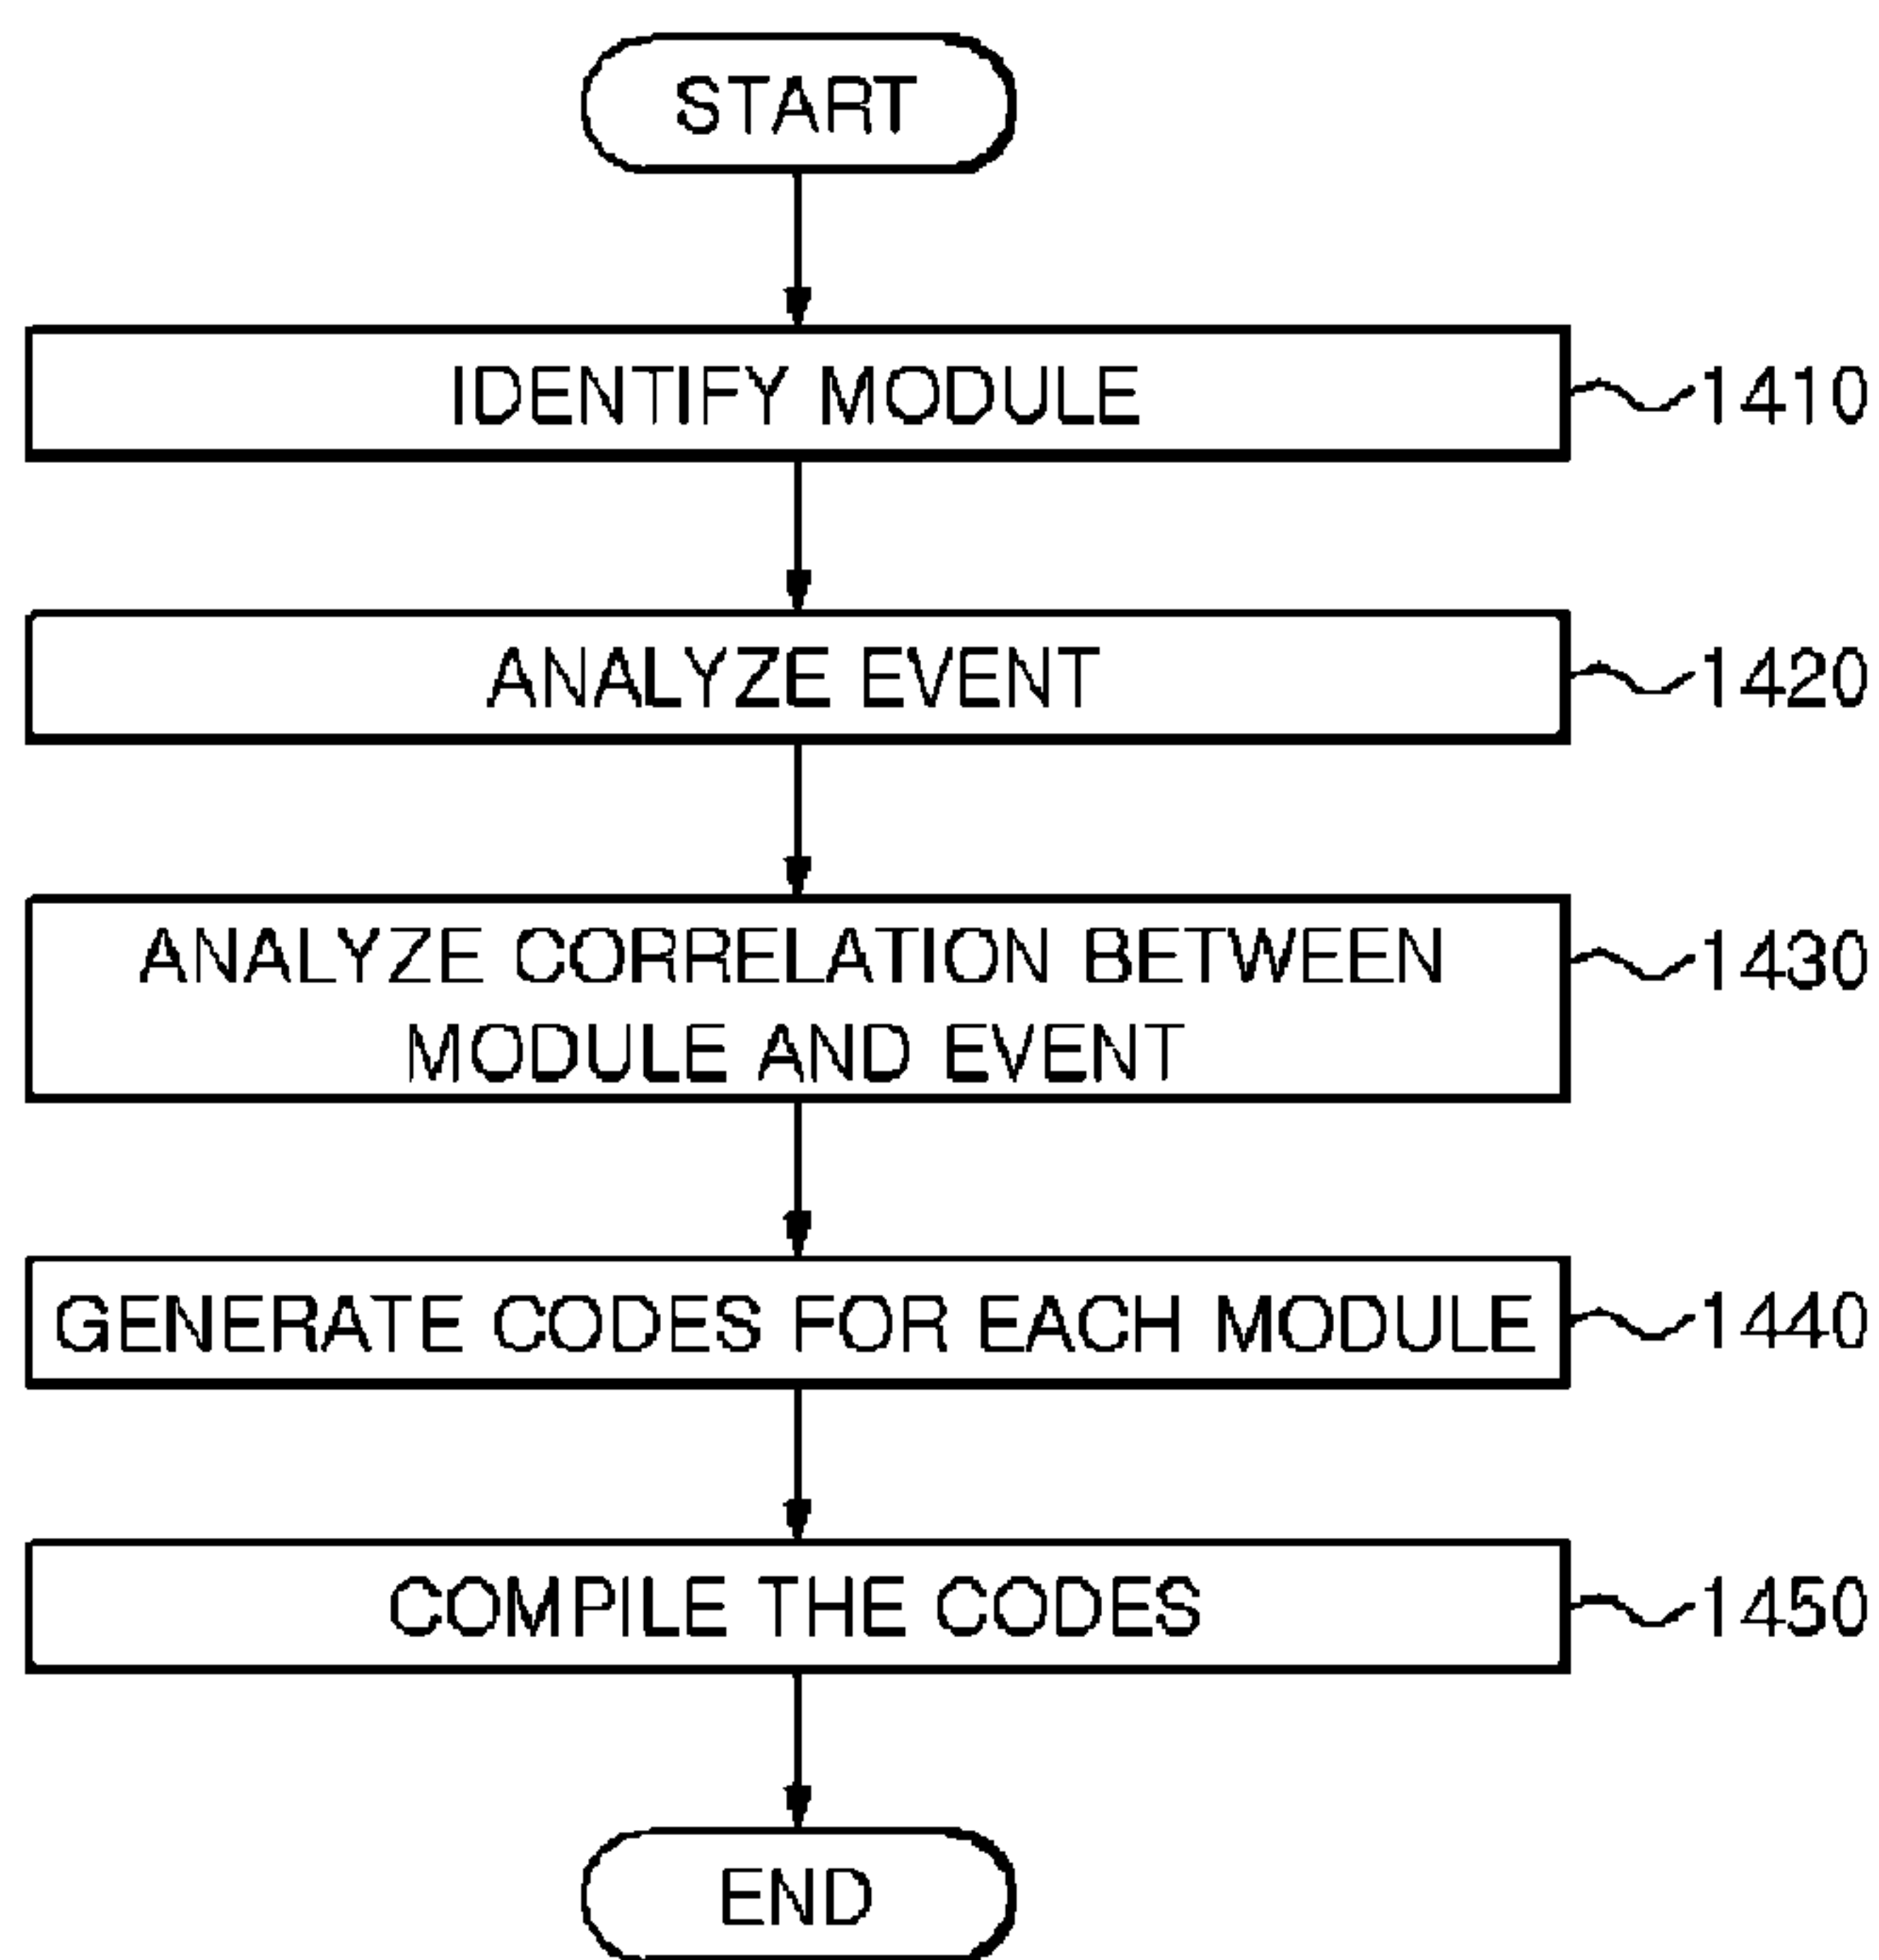 START
IDENTIFY MODULE
1410
ANALYZE EVENT
1420
ANALYZE CORRELATION BETWEEN
MODULE AND EVENT
1430
GENERATE CODES FOR EACH MODULE
1440
COMPILE THE CODES
1450
END